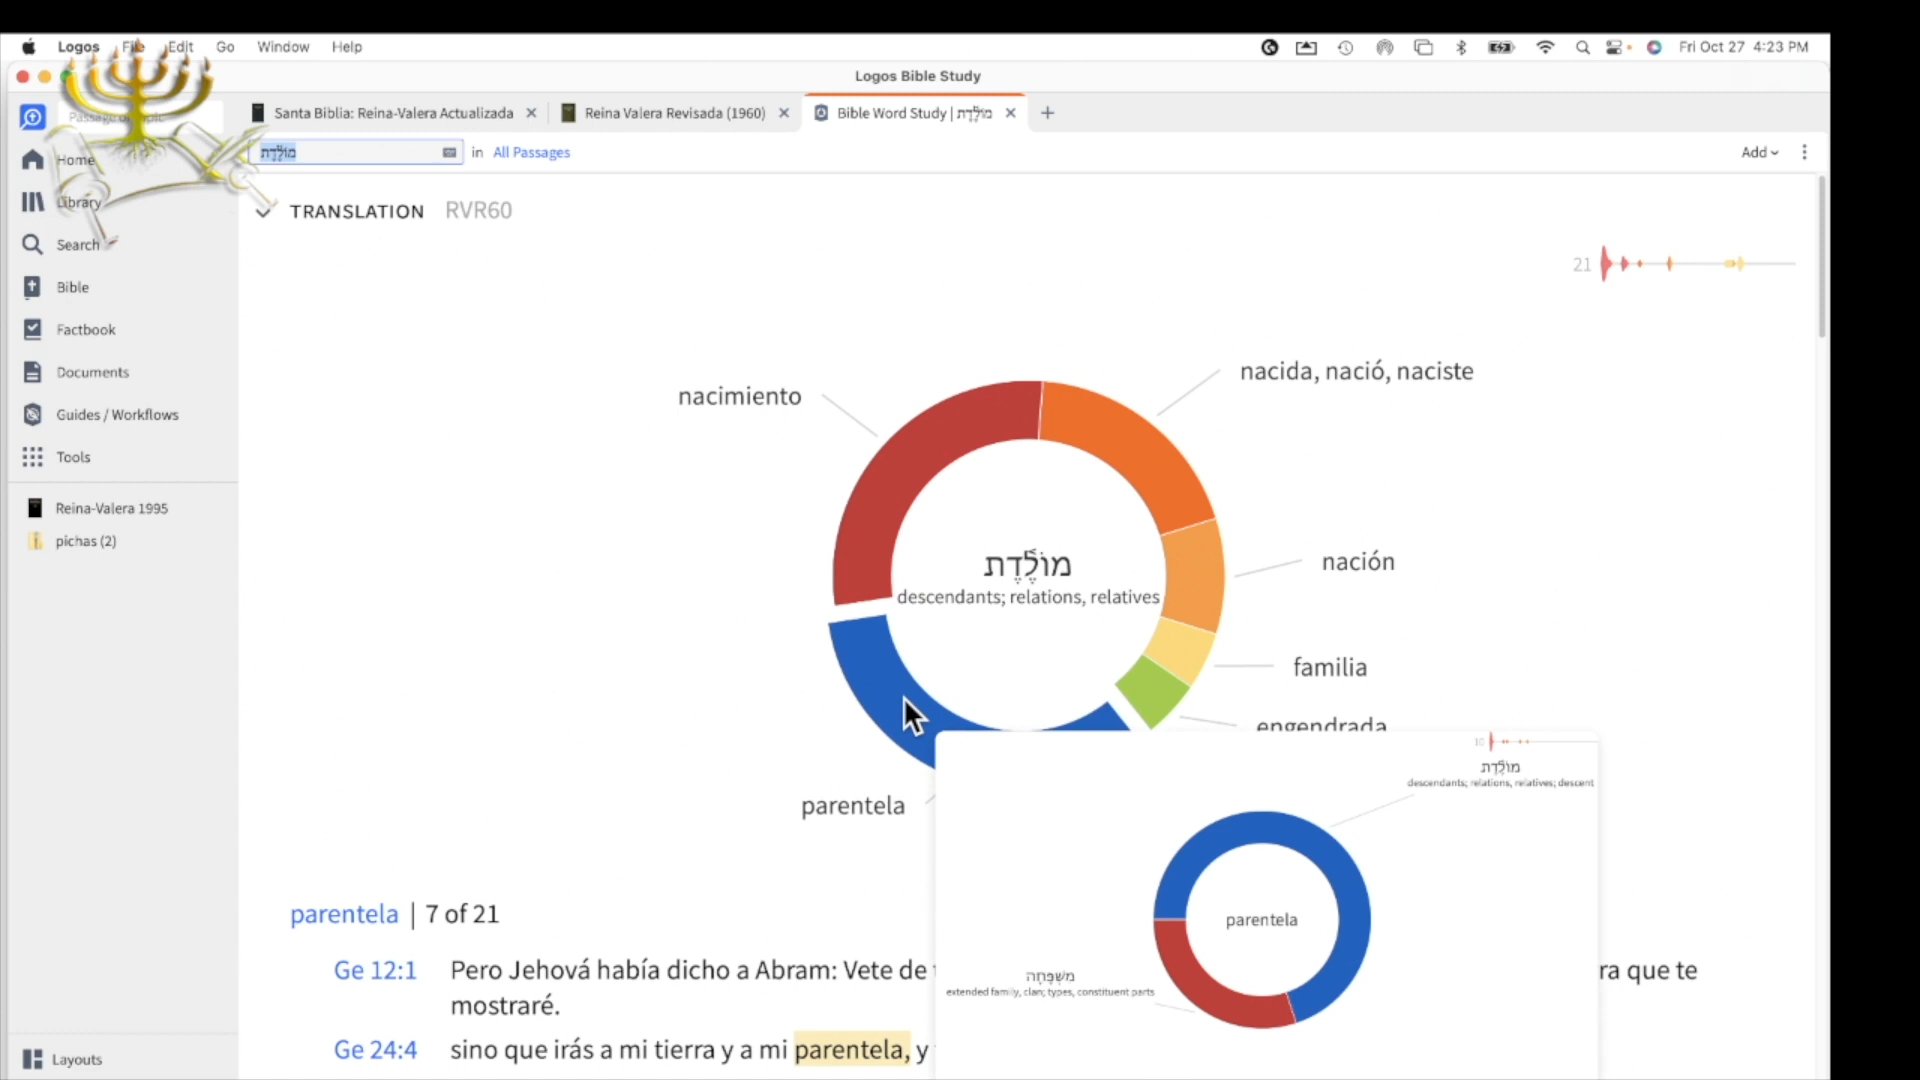 Logos File Edit Go Window Help
Fri Oct 27 4:23 PM
Logos Bible Study
Santa Biblia: Reina-Valera Actualizada
Reina Valera Revisada (1960)
Bible Word Study | מוֹלֶדֶת
מוֹלֶדֶת in All Passages
Add
Home
Library
Search
Bible
Factbook
Documents
Guides / Workflows
Tools
Reina-Valera 1995
pichas (2)
Layouts
TRANSLATION RVR60
21
nacimiento
nacida, nació, naciste
nación
familia
engendrada
parentela
מוֹלֶדֶת
descendants; relations, relatives
parentela | 7 of 21
Ge 12:1 Pero Jehová había dicho a Abram: Vete de
ra que te
mostraré.
Ge 24:4 sino que irás a mi tierra y a mi parentela, y
10
מוֹלֶדֶת
descendants; relations, relatives; descent
parentela
מִשְׁפָּחָה
extended family, clan; types, constituent parts